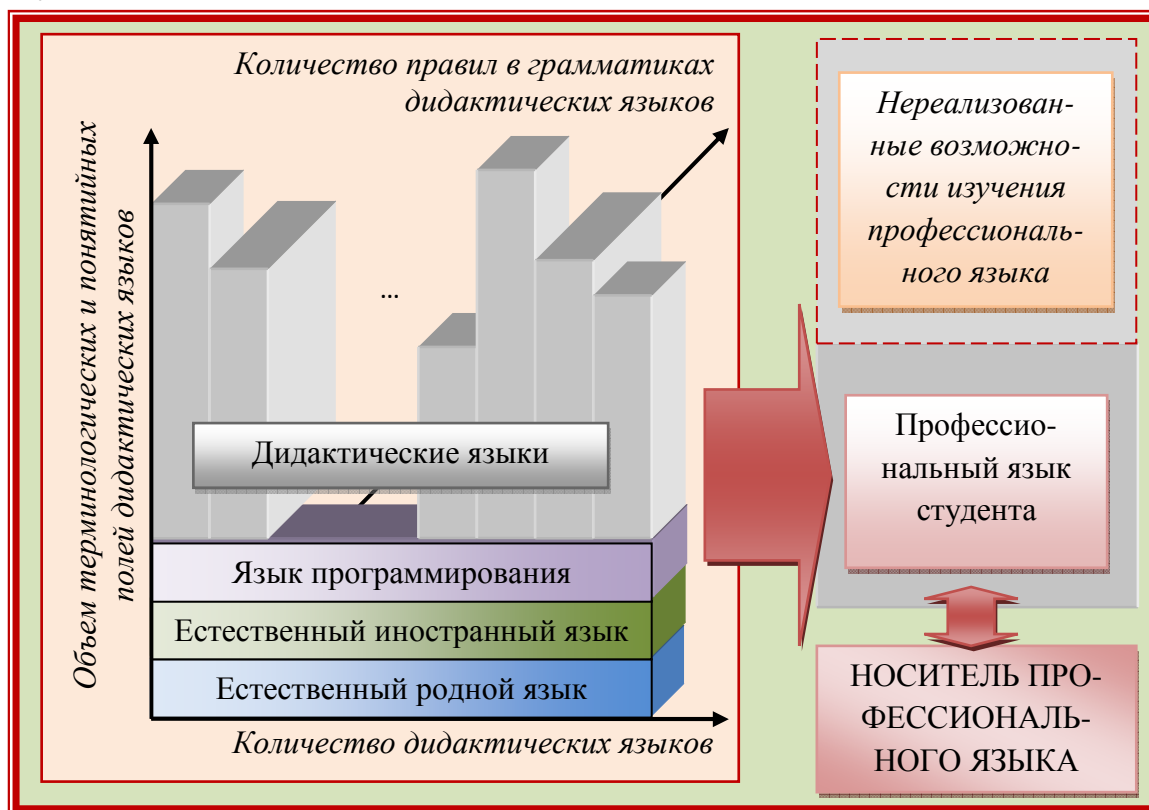 Количество правил в грамматиках
дидактических языков
Объем терминологических и понятийных
полей дидактических языков
...
Дидактические языки
Язык программирования
Естественный иностранный язык
Естественный родной язык
Количество дидактических языков
Нереализован-
ные возможно-
сти изучения
профессиональ-
ного языка
Профессио-
нальный язык
студента
НОСИТЕЛЬ ПРО-
ФЕССИОНАЛЬ-
НОГО ЯЗЫКА